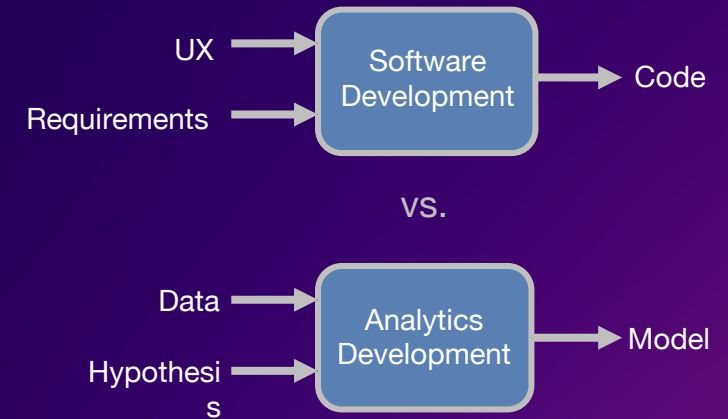 UX
Requirements
Software
Development
Code
vs.
Data
Hypothesi
s
Analytics
Development
Model